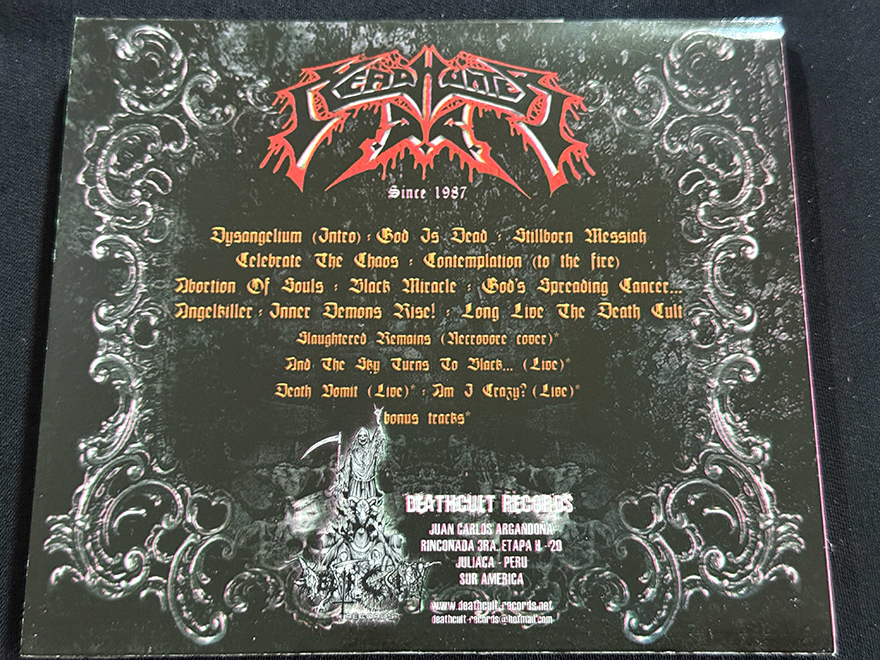 HEADHUNTER
Since 1987
Dysangelium (Intro) : God Is Dead : Stillborn Messiah
Celebrate The Chaos : Contemplation (to the fire)
Abortion Of Souls : Black Miracle : God's Spreading Cancer...
Angelkiller : Inner Demons Rise! : Long Live The Death Cult
Slaughtered Remains (Necrovore cover)*
And The Sky Turns To Black... (Live)*
Death Vomit (Live)* : Am I Crazy? (Live)*
*bonus tracks*
DEATHCULT RECORDS
JUAN CARLOS ARGANDOÑA
RINCONADA 3RA. ETAPA H -20
JULIACA - PERU
SUR AMERICA
www.deathcult-records.net
deathcult-records@hotmail.com